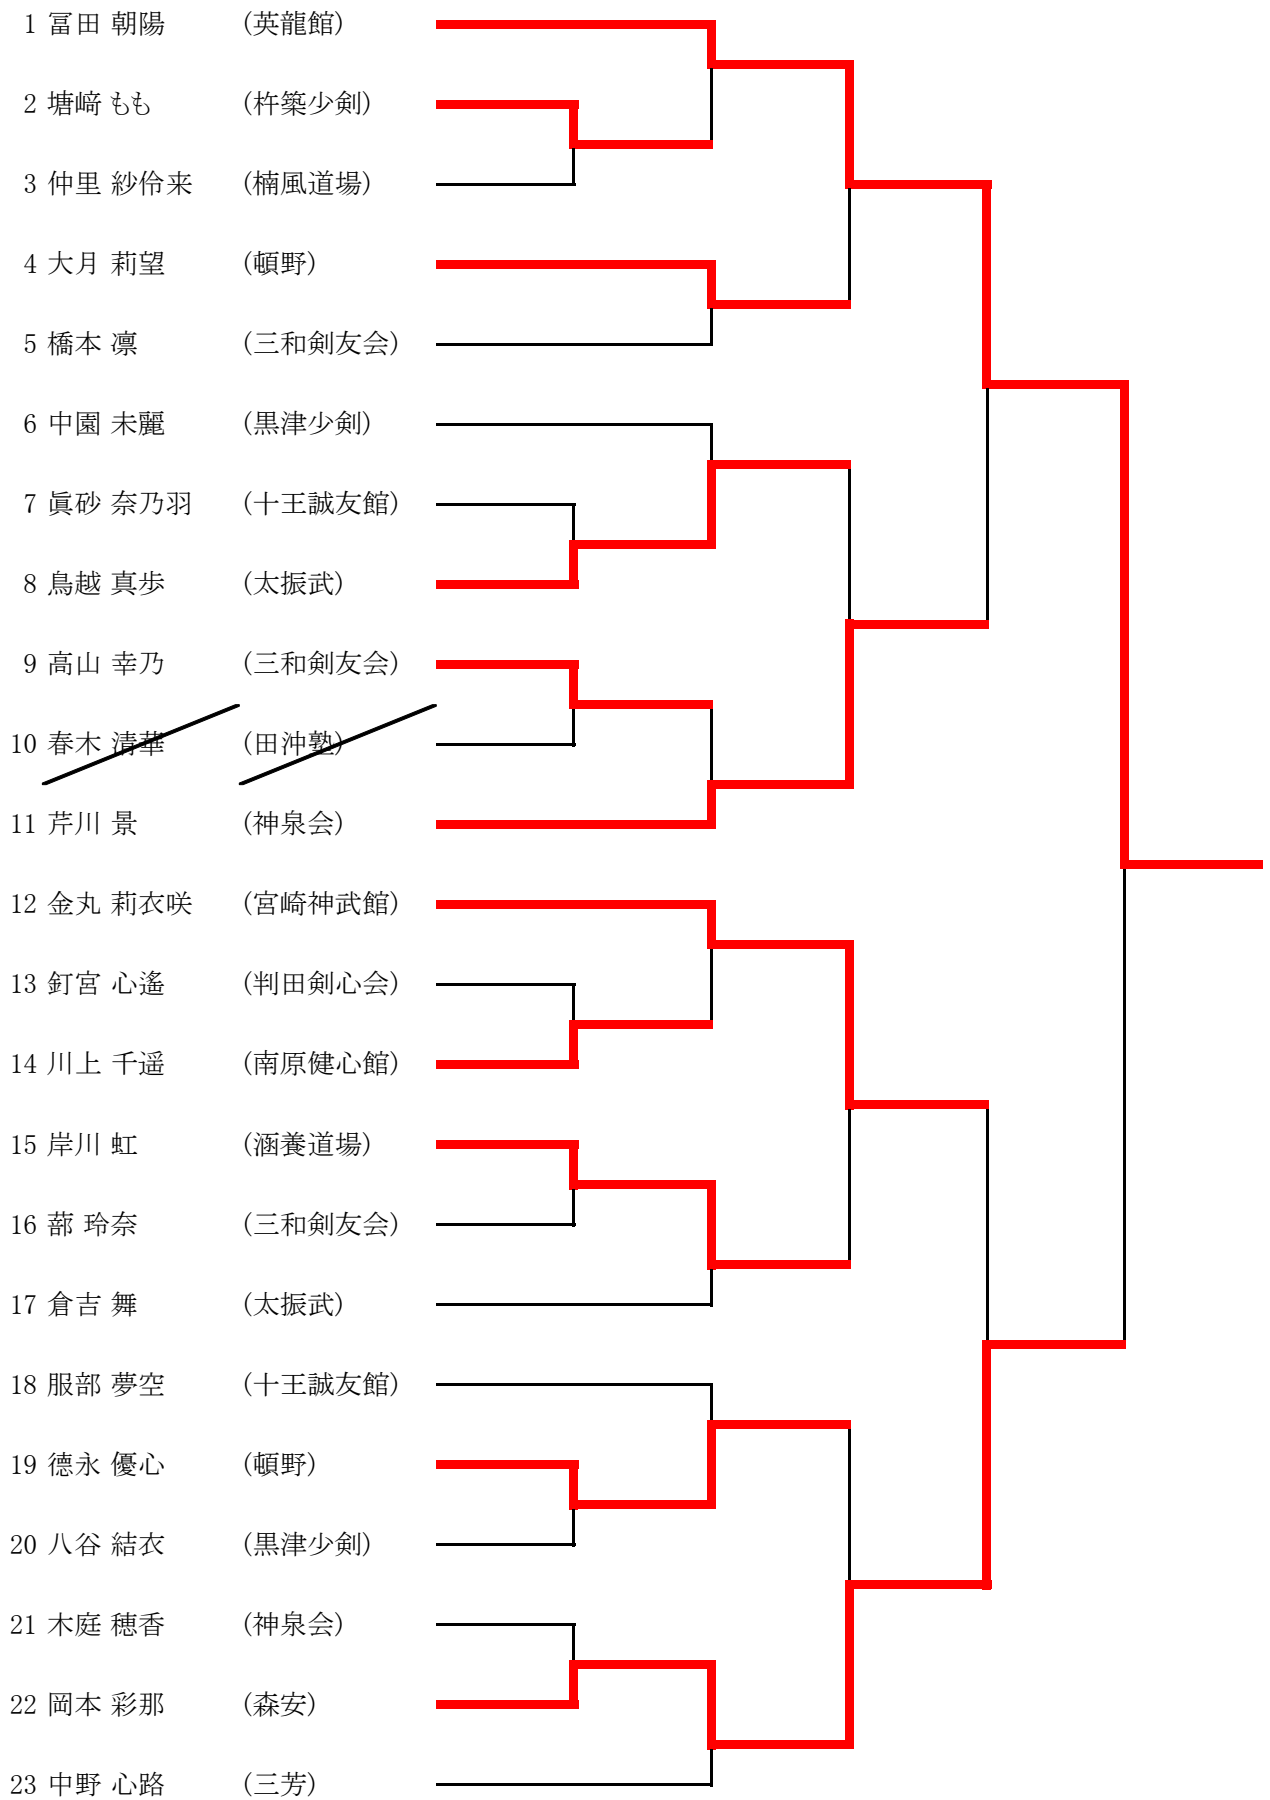 1 冨田 朝陽 (英龍館)
2 塘﨑 もも (杵築少剣)
3 仲里 紗伶来 (楠風道場)
4 大月 莉望 (頓野)
5 橋本 凛 (三和剣友会)
6 中園 未麗 (黒津少剣)
7 眞砂 奈乃羽 (十王誠友館)
8 鳥越 真歩 (太振武)
9 高山 幸乃 (三和剣友会)
10 春木 清華 (田沖塾)
11 芹川 景 (神泉会)
12 金丸 莉衣咲 (宮崎神武館)
13 釘宮 心遙 (判田剣心会)
14 川上 千遥 (南原健心館)
15 岸川 虹 (涵養道場)
16 蔀 玲奈 (三和剣友会)
17 倉吉 舞 (太振武)
18 服部 夢空 (十王誠友館)
19 德永 優心 (頓野)
20 八谷 結衣 (黒津少剣)
21 木庭 穂香 (神泉会)
22 岡本 彩那 (森安)
23 中野 心路 (三芳)